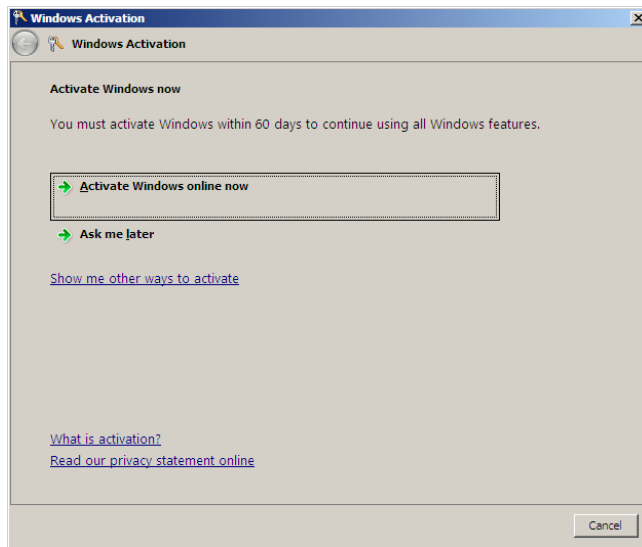 Windows Activation
Windows Activation
Activate Windows now
You must activate Windows within 60 days to continue using all Windows features.
Activate Windows online now
Ask me later
Show me other ways to activate
What is activation?
Read our privacy statement online
Cancel